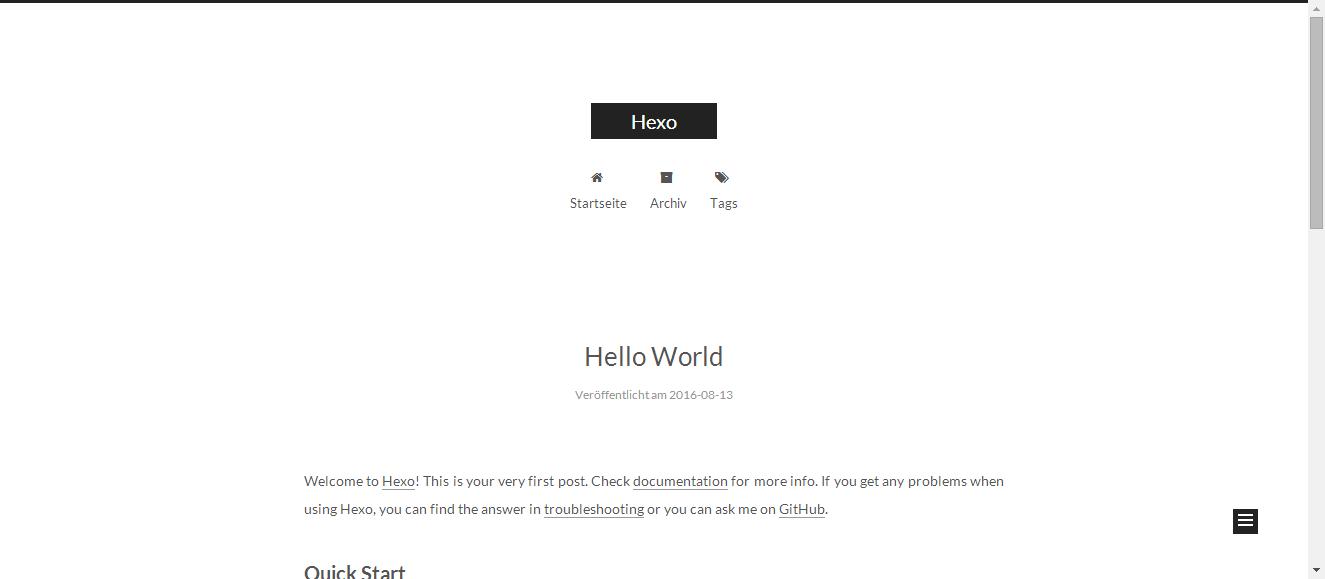 Hexo
Startseite Archiv Tags
Hello World
Veröffentlicht am 2016-08-13
Welcome to Hexo! This is your very first post. Check documentation for more info. If you get any problems when
using Hexo, you can find the answer in troubleshooting or you can ask me on GitHub.
Quick Start